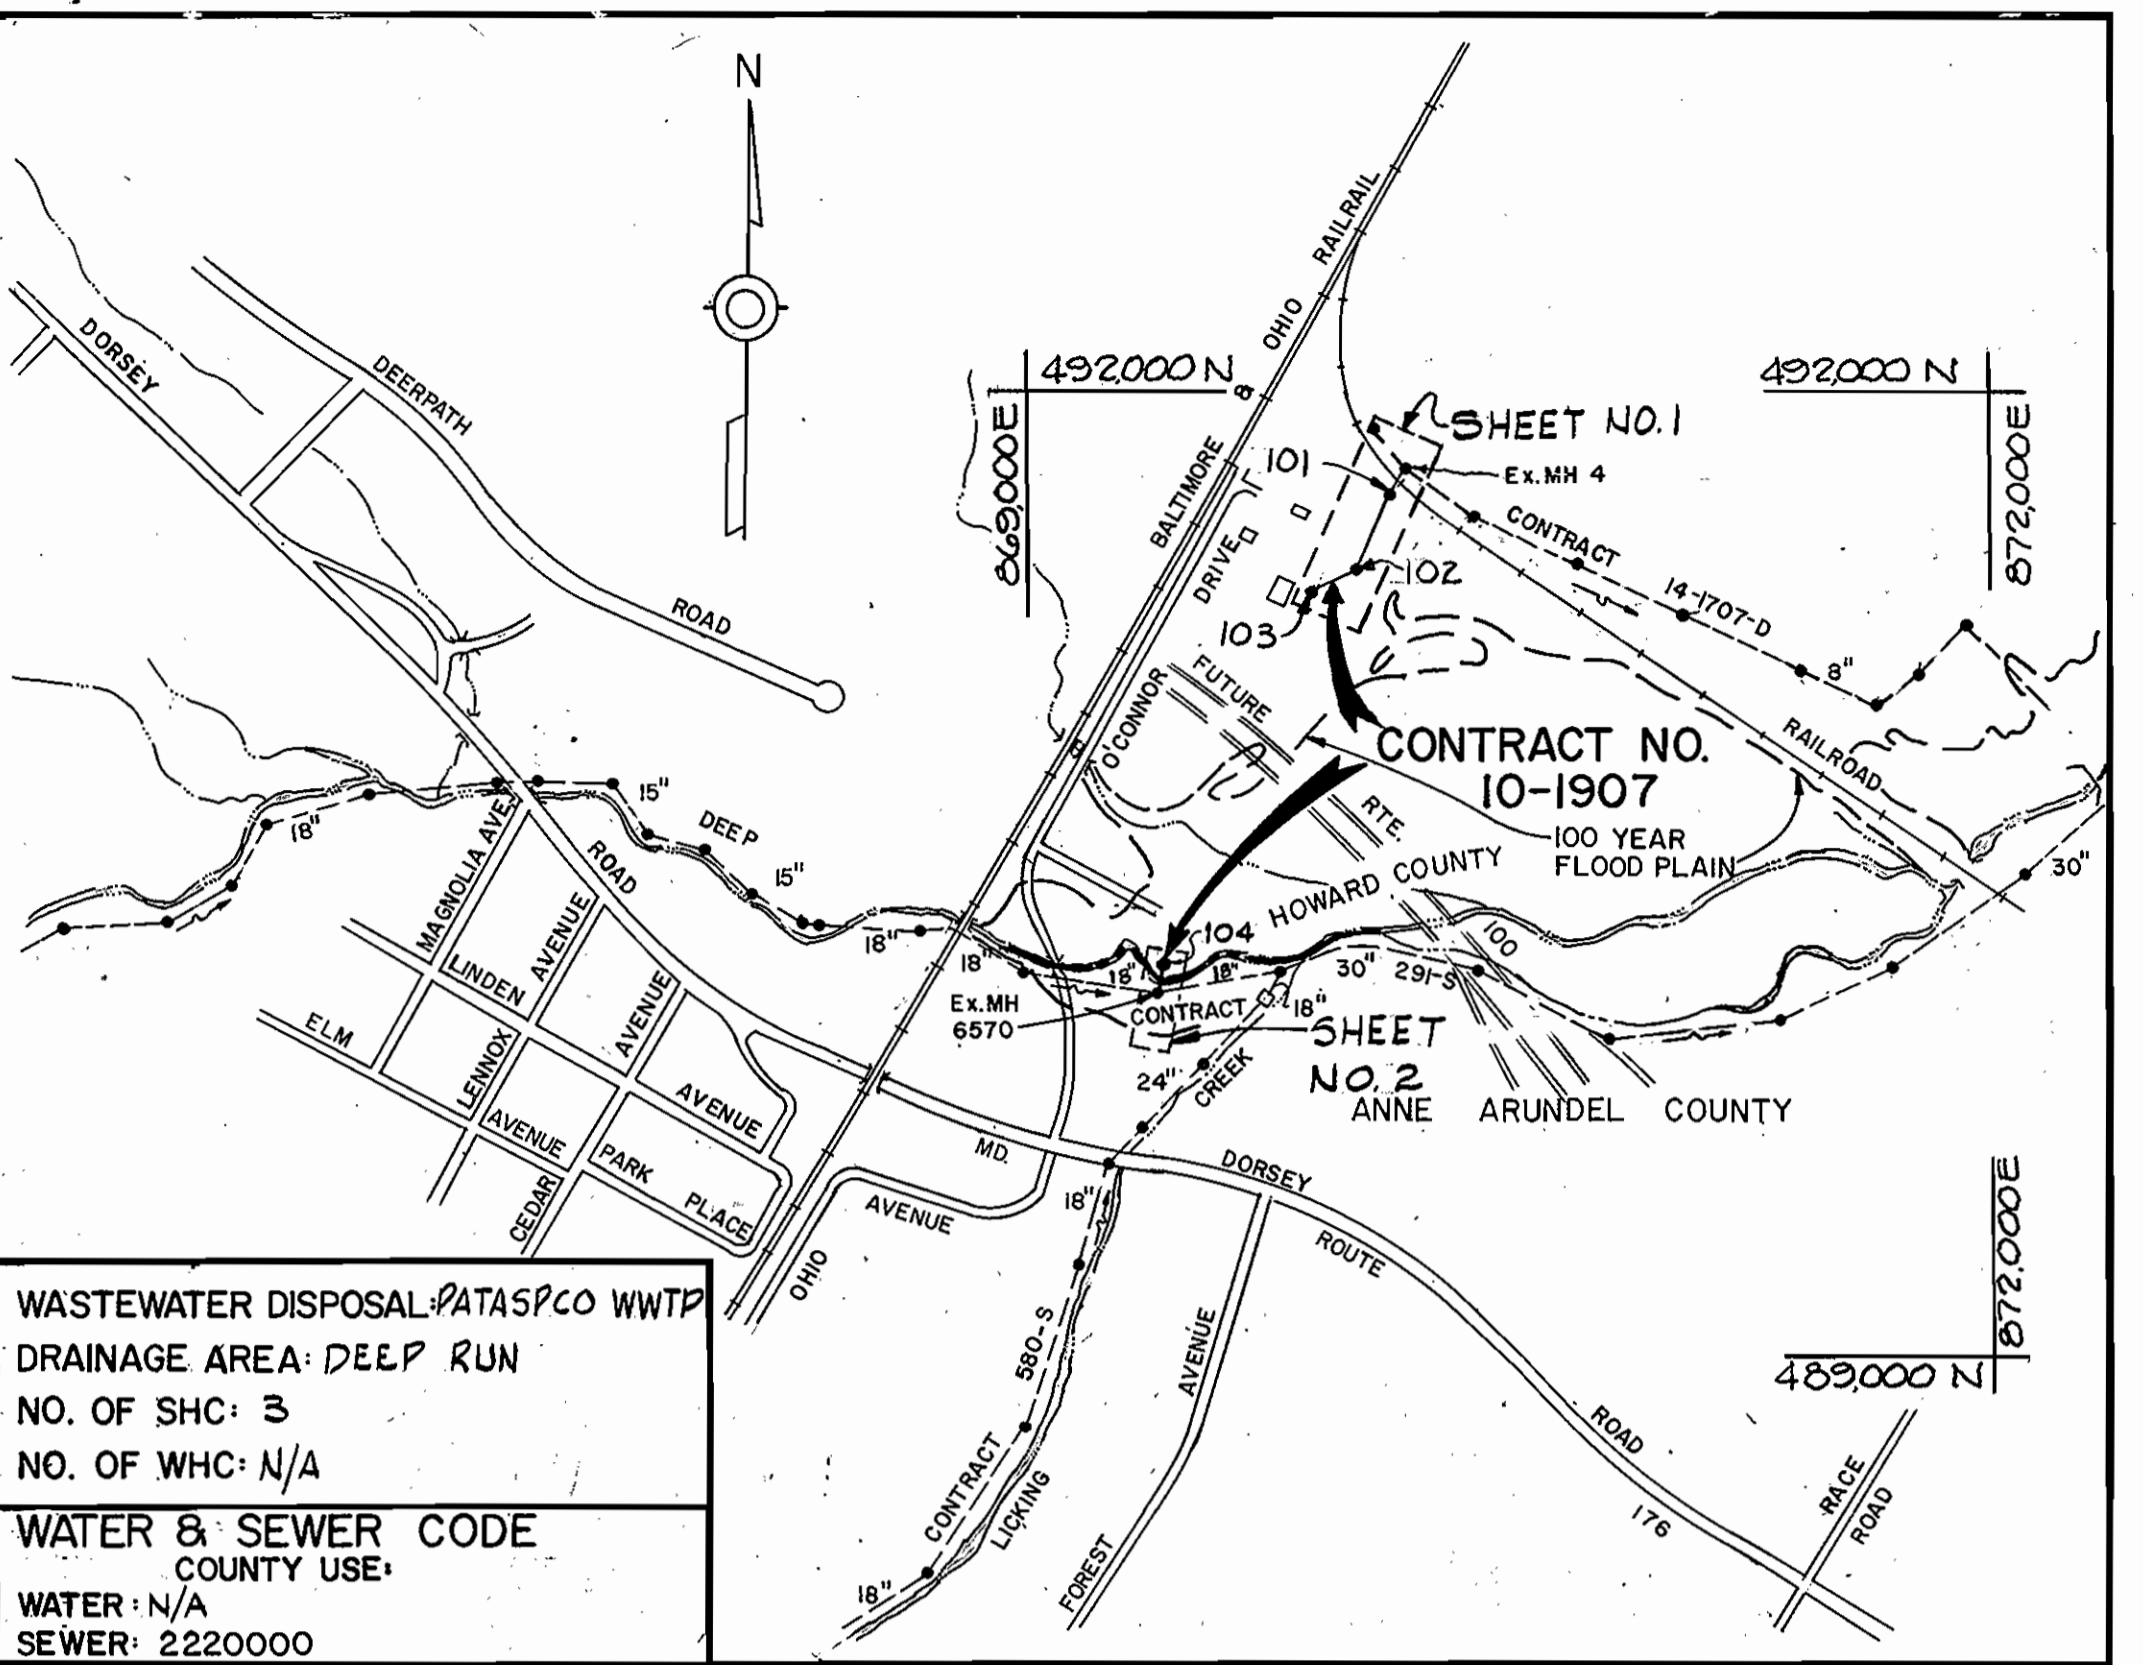 N
DORSEY
DEERPATH
ROAD
BALTIMORE
&
OHIO
RAILRAIL
492,000 N
869,000E
492,000 N
872,000E
SHEET NO.1
101
Ex.MH 4
CONTRACT
14-1707-D
8"
102
103
DRIVE
O'CONNOR
FUTURE
RTE.
100
CONTRACT NO.
10-1907
RAILROAD
100 YEAR
FLOOD PLAIN
HOWARD COUNTY
30"
15"
DEEP
15"
18"
18"
18"
18"
18"
104
30"
291-S
ROAD
MAGNOLIA AVE.
LINDEN
AVENUE
AVENUE
ELM
LENNOX
AVENUE
AVENUE
PARK
PLACE
CEDAR
Ex.MH
6570
CONTRACT
18"
SHEET
NO. 2
24"
CREEK
ANNE ARUNDEL COUNTY
MD.
DORSEY
ROUTE
AVENUE
OHIO
18"
580-S
CONTRACT
LICKING
18"
AVENUE
FOREST
ROAD
176
RACE
ROAD
872,000E
489,000 N
WASTEWATER DISPOSAL: PATASPCO WWTP
DRAINAGE AREA: DEEP RUN
NO. OF SHC: 3
NO. OF WHC: N/A
WATER & SEWER CODE
COUNTY USE:
WATER: N/A
SEWER: 2220000